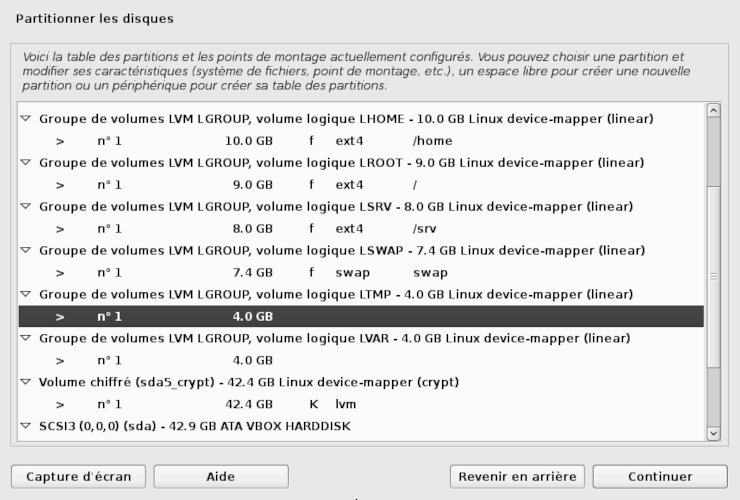 Partitionner les disques
Voici la table des partitions et les points de montage actuellement configurés. Vous pouvez choisir une partition et
modifier ses caractéristiques (système de fichiers, point de montage, etc.), un espace libre pour créer une nouvelle
partition ou un périphérique pour créer sa table des partitions.
Groupe de volumes LVM LGROUP, volume logique LHOME - 10.0 GB Linux device-mapper (linear)
> n° 1 10.0 GB f ext4 /home
Groupe de volumes LVM LGROUP, volume logique LROOT - 9.0 GB Linux device-mapper (linear)
> n° 1 9.0 GB f ext4 /
Groupe de volumes LVM LGROUP, volume logique LSRV - 8.0 GB Linux device-mapper (linear)
> n° 1 8.0 GB f ext4 /srv
Groupe de volumes LVM LGROUP, volume logique LSWAP - 7.4 GB Linux device-mapper (linear)
> n° 1 7.4 GB f swap swap
Groupe de volumes LVM LGROUP, volume logique LTMP - 4.0 GB Linux device-mapper (linear)
> n° 1 4.0 GB
Groupe de volumes LVM LGROUP, volume logique LVAR - 4.0 GB Linux device-mapper (linear)
> n° 1 4.0 GB
Volume chiffré (sda5_crypt) - 42.4 GB Linux device-mapper (crypt)
> n° 1 42.4 GB K lvm
SCSI3 (0,0,0) (sda) - 42.9 GB ATA VBOX HARDDISK
Capture d'écran Aide Revenir en arrière Continuer